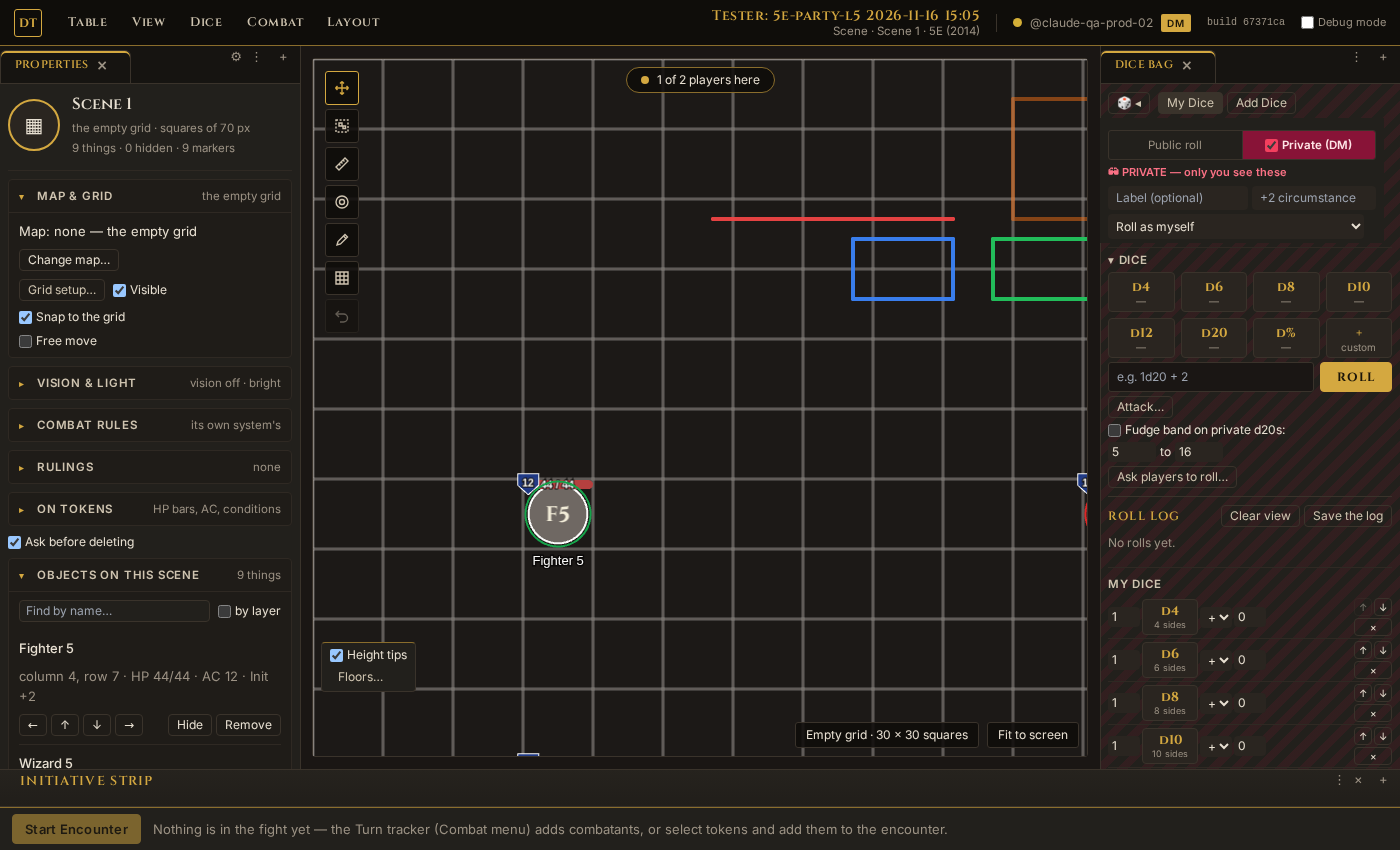 DT TABLE VIEW DICE COMBAT LAYOUT
TESTER: 5E-PARTY-L5 2026-11-16 15:05
Scene · Scene 1 · 5E (2014)
@claude-qa-prod-02 DM build 67371ca Debug mode
PROPERTIES
SCENE 1
the empty grid · squares of 70 px
9 things · 0 hidden · 9 markers
MAP & GRID the empty grid
Map: none — the empty grid
Change map...
Grid setup... Visible
Snap to the grid
Free move
VISION & LIGHT vision off · bright
COMBAT RULES its own system's
RULINGS none
ON TOKENS HP bars, AC, conditions
Ask before deleting
OBJECTS ON THIS SCENE 9 things
Find by name... by layer
Fighter 5
column 4, row 7 · HP 44/44 · AC 12 · Init
+2
Hide Remove
Wizard 5
1 of 2 players here
12 44 / 44
F5
Fighter 5
Height tips
Floors...
Empty grid · 30 × 30 squares Fit to screen
DICE BAG
My Dice Add Dice
Public roll Private (DM)
PRIVATE — only you see these
Label (optional) +2 circumstance
Roll as myself
DICE
D4 D6 D8 D10
— — — —
D12 D20 D% +
— — — custom
e.g. 1d20 + 2 ROLL
Attack...
Fudge band on private d20s:
5 to 16
Ask players to roll...
ROLL LOG Clear view Save the log
No rolls yet.
MY DICE
1 D4 + 0
4 sides
1 D6 + 0
6 sides
1 D8 + 0
8 sides
1 D10 + 0
10 sides
INITIATIVE STRIP
Start Encounter Nothing is in the fight yet — the Turn tracker (Combat menu) adds combatants, or select tokens and add them to the encounter.